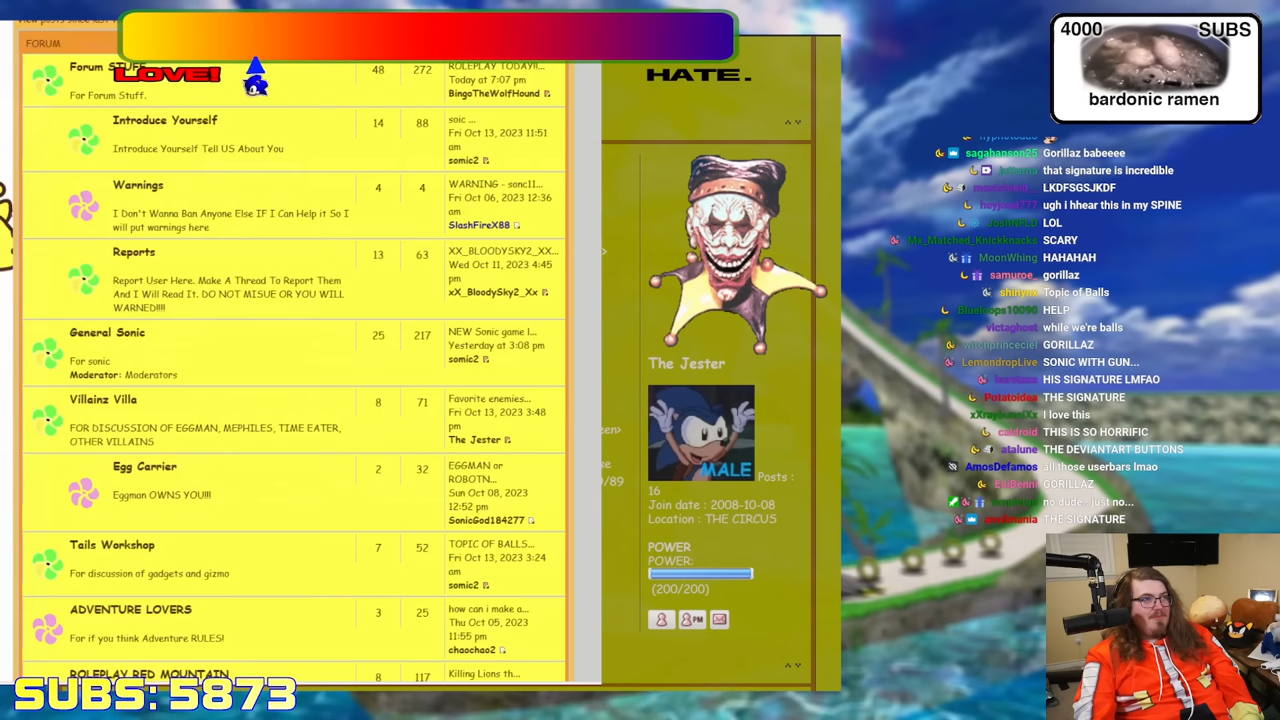 FORUM
LOVE!
HATE.
Forum STUFF
For Forum Stuff.
48
272
ROLEPLAY TODAY!!...
Today at 7:07 pm
BingoTheWolfHound
Introduce Yourself
Introduce Yourself Tell US About You
14
88
soic ...
Fri Oct 13, 2023 11:51
am
somic2
Warnings
I Don't Wanna Ban Anyone Else IF I Can Help it So I
will put warnings here
4
4
WARNING - sonc11...
Fri Oct 06, 2023 12:36
am
SlashFireX88
Reports
Report User Here. Make A Thread To Report Them
And I Will Read It. DO NOT MISUE OR YOU WILL
WARNED!!!!
13
63
XX_BLOODYSKY2_XX...
Wed Oct 11, 2023 4:45
pm
xX_BloodySky2_Xx
General Sonic
For sonic
Moderator: Moderators
25
217
NEW Sonic game I...
Yesterday at 3:08 pm
somic2
Villainz Villa
FOR DISCUSSION OF EGGMAN, MEPHILES, TIME EATER,
OTHER VILLAINS
8
71
Favorite enemies...
Fri Oct 13, 2023 3:48
pm
The Jester
Egg Carrier
Eggman OWNS YOU!!!!
2
32
EGGMAN or
ROBOTN...
Sun Oct 08, 2023
12:52 pm
SonicGod184277
Tails Workshop
For discussion of gadgets and gizmo
7
52
TOPIC OF BALLS...
Fri Oct 13, 2023 3:24
am
somic2
ADVENTURE LOVERS
For if you think Adventure RULES!
3
25
how can i make a...
Thu Oct 05, 2023
11:55 pm
chaochao2
ROLEPLAY RED MOUNTAIN
8
117
Killing Lions th...
SUBS: 5873
The Jester
MALE
Posts :
16
Join date : 2008-10-08
Location : THE CIRCUS
POWER
POWER:
(200/200)
PM
4000 SUBS
bardonic ramen
sagahanson25 Gorillaz babeeee
that signature is incredible
LKDFSGSJKDF
ugh i hhear this in my SPINE
LOL
Mx_Matched_Knickknacks SCARY
MoonWhing HAHAHAH
samuroe_ gorillaz
shinynx Topic of Balls
Blueloops10090 HELP
victaghost while we're balls
witchprinceciel GORILLAZ
LemondropLive SONIC WITH GUN...
HIS SIGNATURE LMFAO
Potatoidea THE SIGNATURE
I love this
THIS IS SO HORRIFIC
atalune THE DEVIANTART BUTTONS
AmosDefamos all those userbars lmao
GORILLAZ
no dude.. just no...
THE SIGNATURE